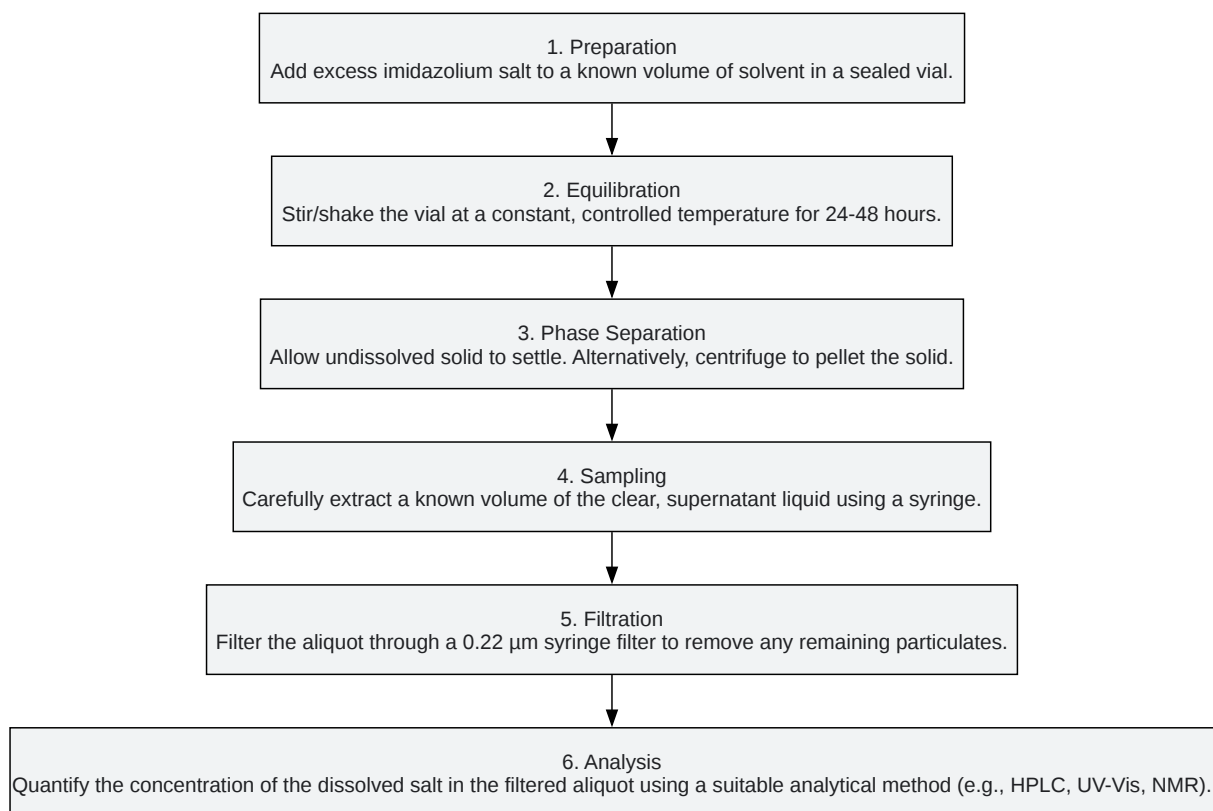 1. Preparation
Add excess imidazolium salt to a known volume of solvent in a sealed vial.
2. Equilibration
Stir/shake the vial at a constant, controlled temperature for 24-48 hours.
3. Phase Separation
Allow undissolved solid to settle. Alternatively, centrifuge to pellet the solid.
4. Sampling
Carefully extract a known volume of the clear, supernatant liquid using a syringe.
5. Filtration
Filter the aliquot through a 0.22 µm syringe filter to remove any remaining particulates.
6. Analysis
Quantify the concentration of the dissolved salt in the filtered aliquot using a suitable analytical method (e.g., HPLC, UV-Vis, NMR).